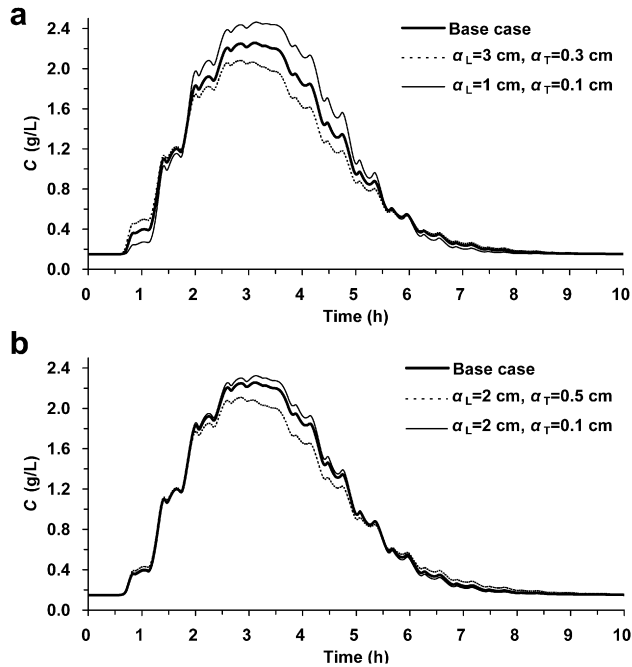 a
Base case
αL=3 cm, αT=0.3 cm
αL=1 cm, αT=0.1 cm
2.4
2.0
1.6
1.2
0.8
0.4
0.0
C (g/L)
0 1 2 3 4 5 6 7 8 9 10
Time (h)
b
Base case
αL=2 cm, αT=0.5 cm
αL=2 cm, αT=0.1 cm
2.4
2.0
1.6
1.2
0.8
0.4
0.0
C (g/L)
0 1 2 3 4 5 6 7 8 9 10
Time (h)